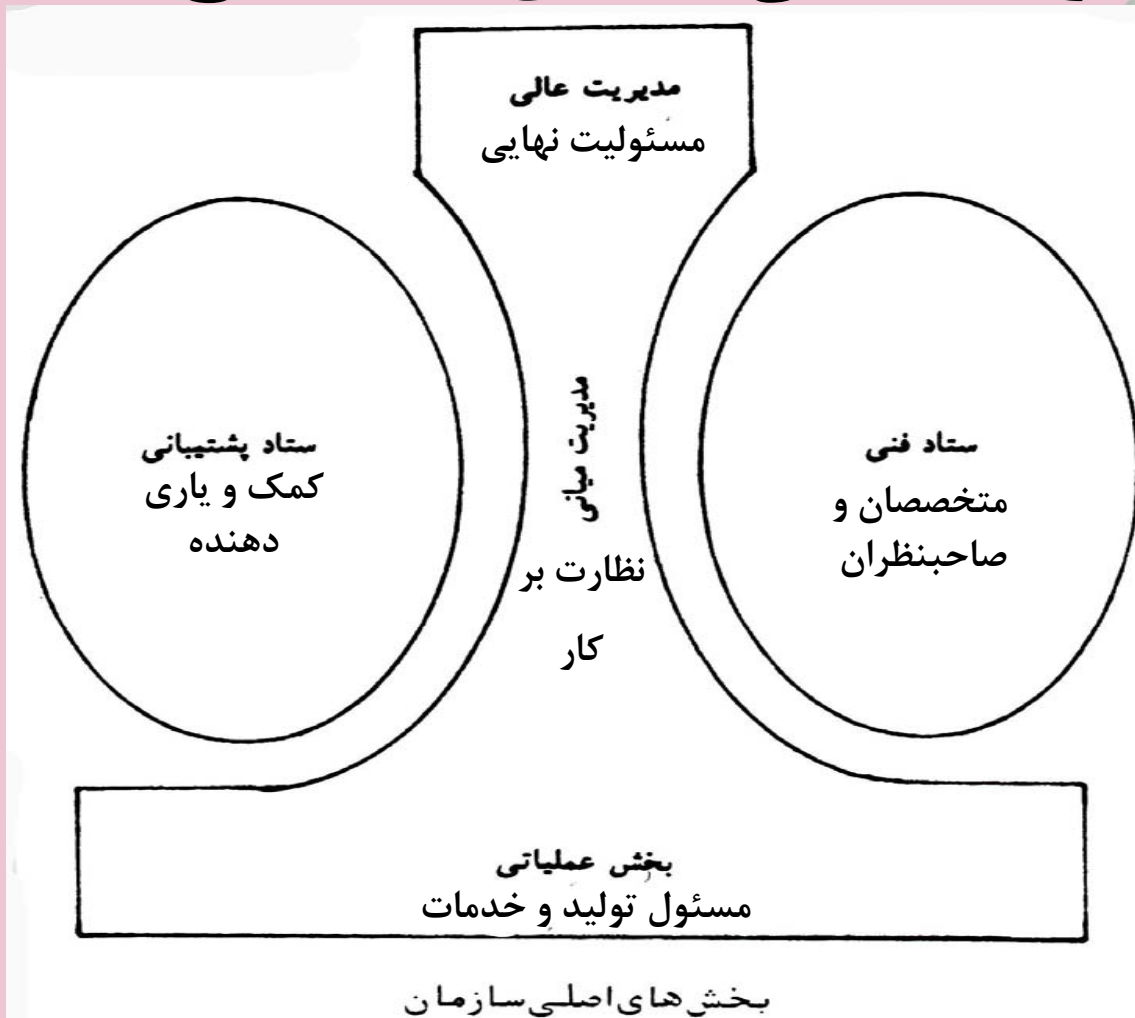 مدیریت عالی
مسئولیت نهایی
مدیریت میانی
نظارت بر
کار
ستاد فنی
متخصصان و
صاحبنظران
ستاد پشتیبانی
کمک و یاری
دهنده
بخش عملیاتی
مسئول تولید و خدمات
بخش‌های اصلی سازمان